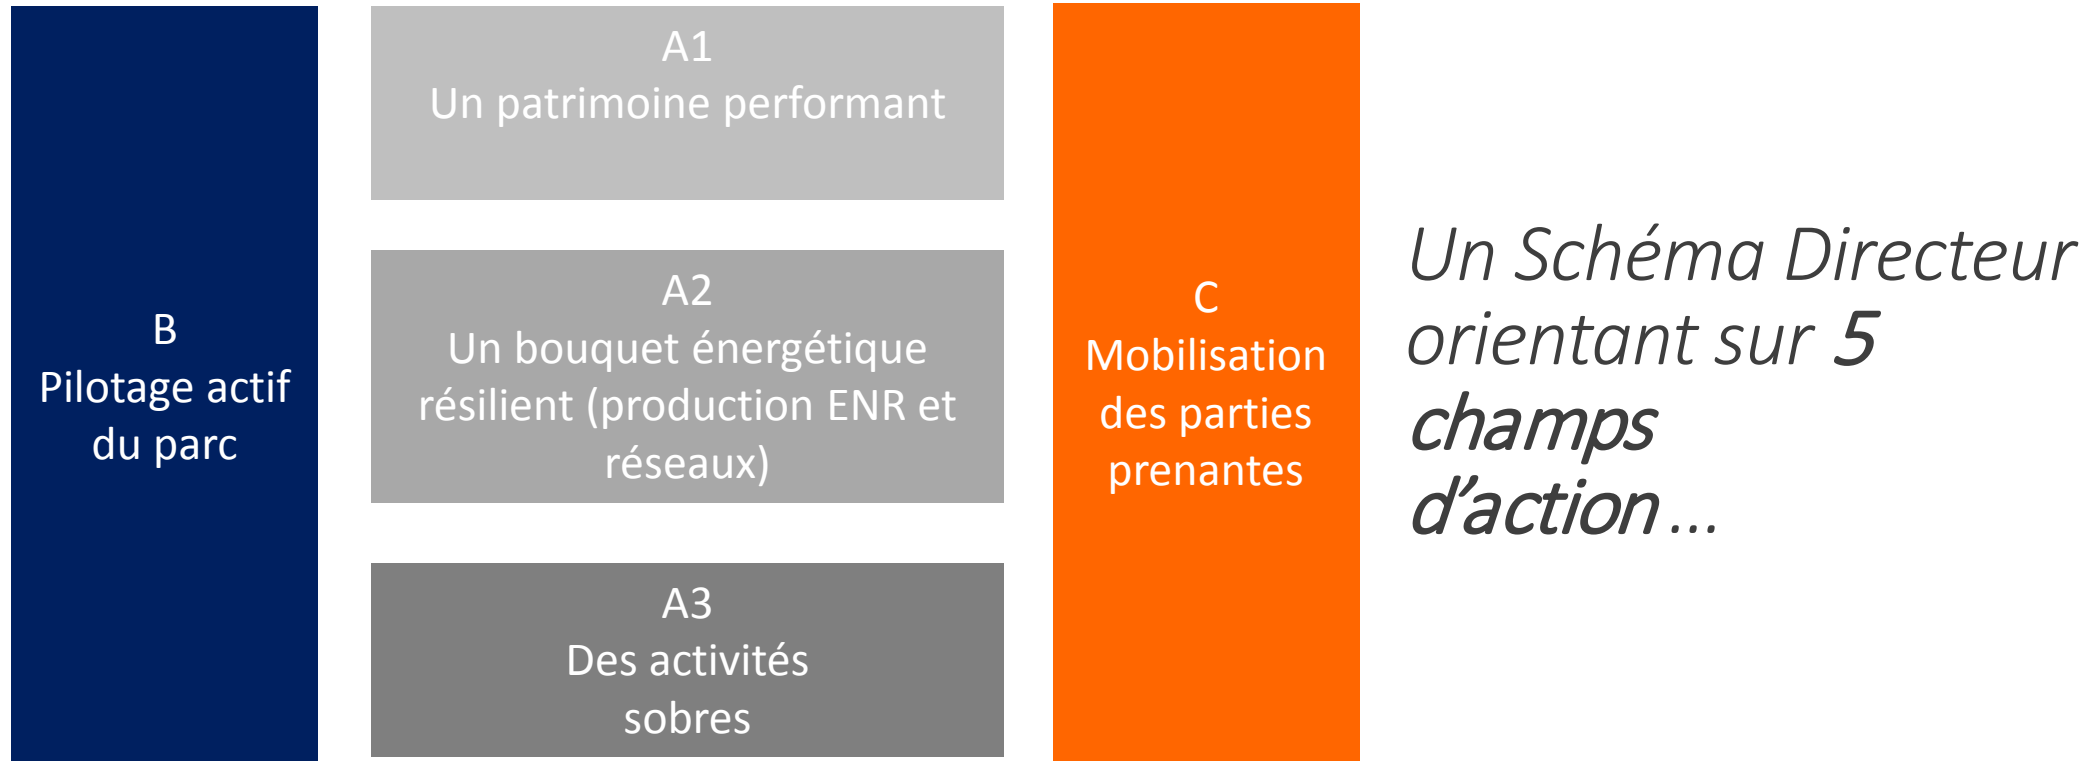 B
Pilotage actif
du parc
A1
Un patrimoine performant
A2
Un bouquet énergétique
résilient (production ENR et
réseaux)
A3
Des activités
sobres
C
Mobilisation
des parties
prenantes
Un Schéma Directeur
orientant sur 5
champs
d’action ...